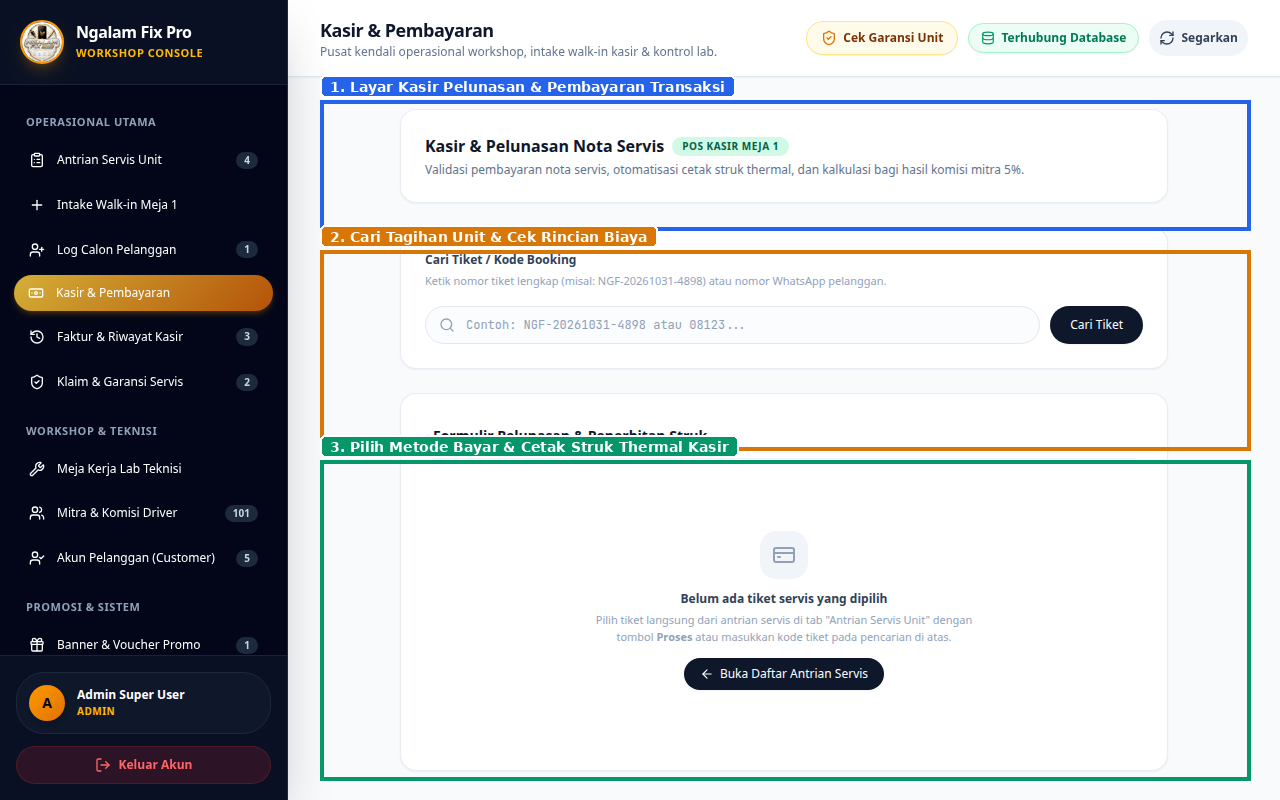 Ngalam Fix Pro
WORKSHOP CONSOLE
OPERASIONAL UTAMA
Antrian Servis Unit 4
Intake Walk-in Meja 1
Log Calon Pelanggan 1
Kasir & Pembayaran
Faktur & Riwayat Kasir 3
Klaim & Garansi Servis 2
WORKSHOP & TEKNISI
Meja Kerja Lab Teknisi
Mitra & Komisi Driver 101
Akun Pelanggan (Customer) 5
PROMOSI & SISTEM
Banner & Voucher Promo 1
A
Admin Super User
ADMIN
Keluar Akun
Kasir & Pembayaran
Pusat kendali operasional workshop, intake walk-in kasir & kontrol lab.
Cek Garansi Unit
Terhubung Database
Segarkan
1. Layar Kasir Pelunasan & Pembayaran Transaksi
Kasir & Pelunasan Nota Servis POS KASIR MEJA 1
Validasi pembayaran nota servis, otomatisasi cetak struk thermal, dan kalkulasi bagi hasil komisi mitra 5%.
2. Cari Tagihan Unit & Cek Rincian Biaya
Cari Tiket / Kode Booking
Ketik nomor tiket lengkap (misal: NGF-20261031-4898) atau nomor WhatsApp pelanggan.
Contoh: NGF-20261031-4898 atau 08123...
Cari Tiket
Formulir Pelunasan & Penerbitan Struk
3. Pilih Metode Bayar & Cetak Struk Thermal Kasir
Belum ada tiket servis yang dipilih
Pilih tiket langsung dari antrian servis di tab "Antrian Servis Unit" dengan
tombol Proses atau masukkan kode tiket pada pencarian di atas.
Buka Daftar Antrian Servis